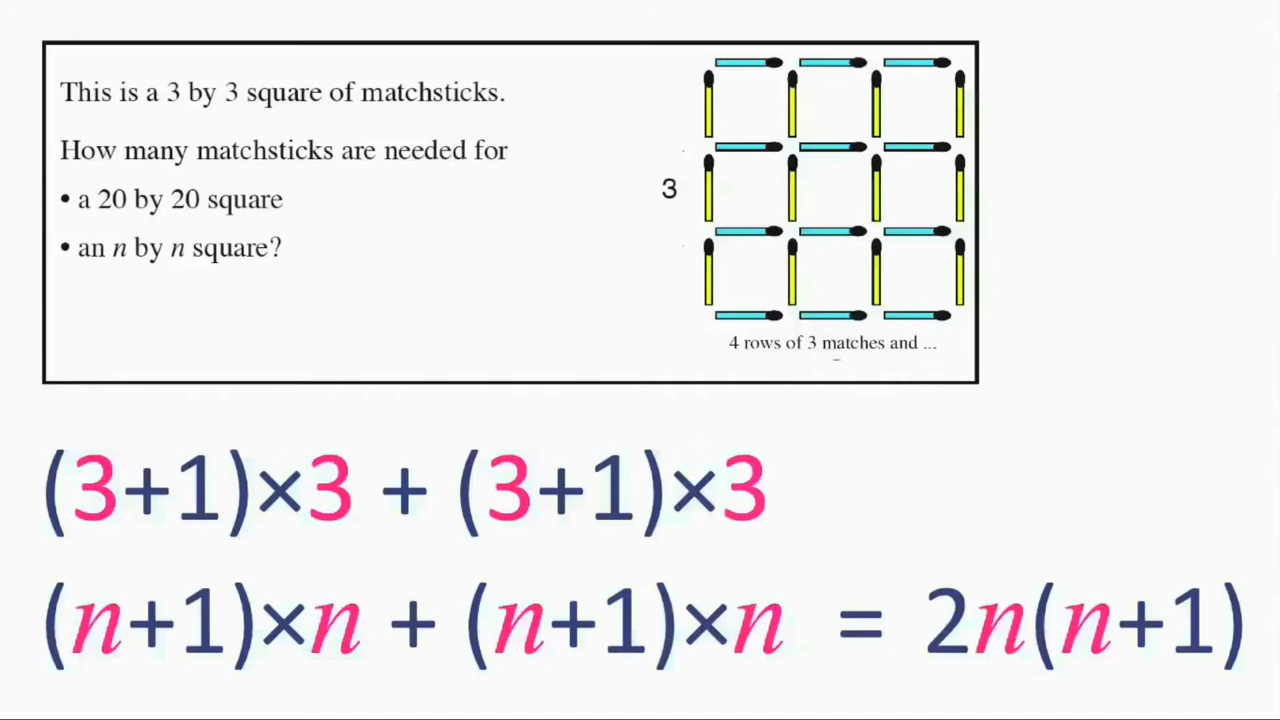 This is a 3 by 3 square of matchsticks.
How many matchsticks are needed for
• a 20 by 20 square
• an n by n square?
3
4 rows of 3 matches and ...
(3+1)×3 + (3+1)×3
(n+1)×n + (n+1)×n = 2n(n+1)